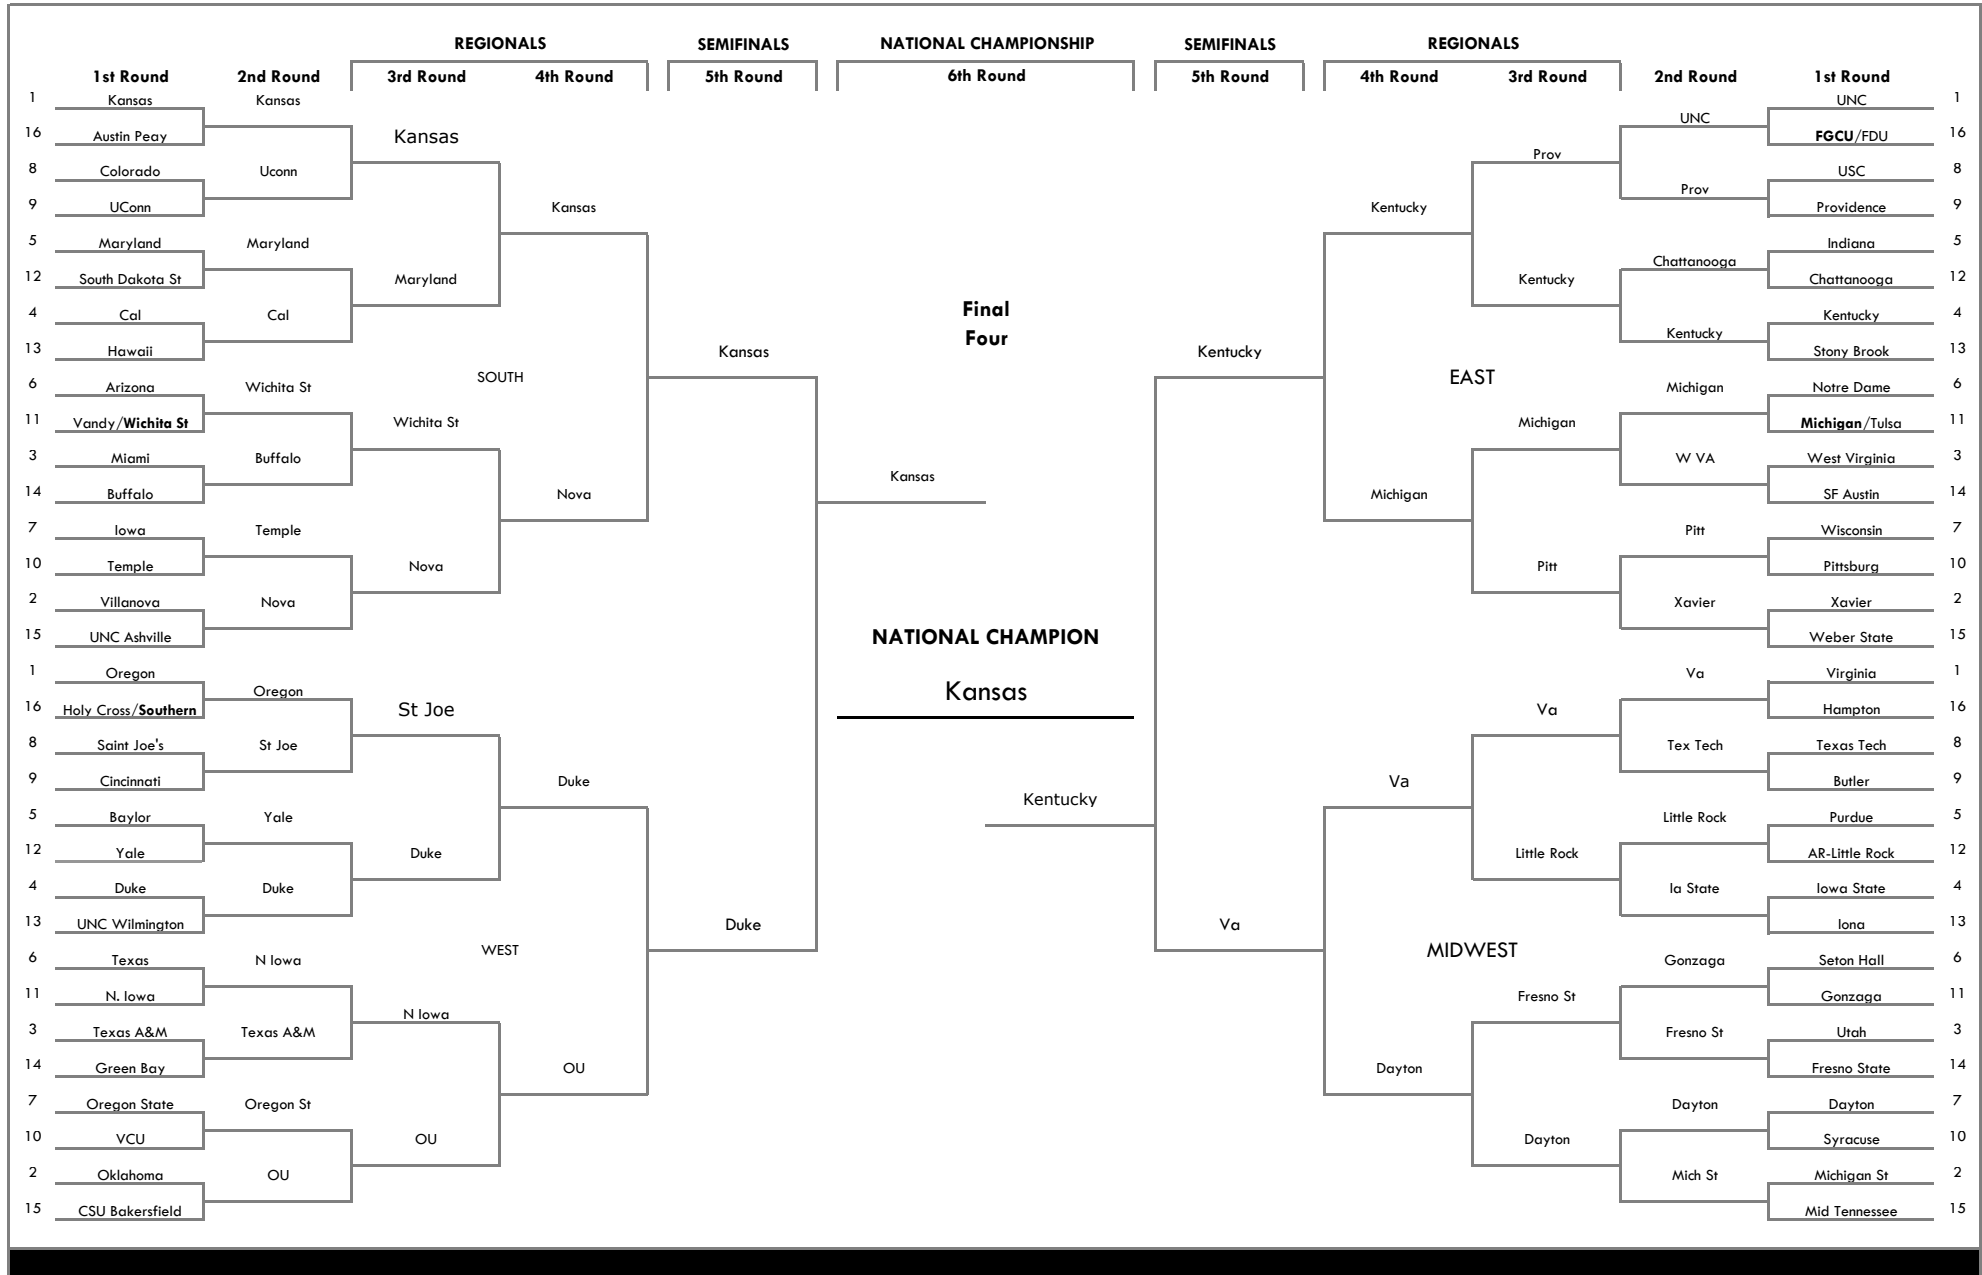 REGIONALS SEMIFINALS NATIONAL CHAMPIONSHIP SEMIFINALS REGIONALS
1st Round 2nd Round 3rd Round 4th Round 5th Round 6th Round 5th Round 4th Round 3rd Round 2nd Round 1st Round
1 Kansas Kansas UNC 1
UNC
16 Austin Peay Kansas FGCU/FDU 16
Prov
8 Colorado Uconn USC 8
Prov
9 UConn Kansas Kentucky Providence 9
5 Maryland Maryland Indiana 5
Chattanooga
12 South Dakota St Maryland Kentucky Chattanooga 12
Final
4 Cal Cal Kentucky 4
Four Kentucky
13 Hawaii Kansas Kentucky Stony Brook 13
SOUTH EAST
6 Arizona Wichita St Michigan Notre Dame 6
11 Vandy/Wichita St Wichita St Michigan Michigan/Tulsa 11
3 Miami Buffalo W VA West Virginia 3
Kansas
14 Buffalo Nova Michigan SF Austin 14
7 Iowa Temple Pitt Wisconsin 7
10 Temple Nova Pitt Pittsburg 10
2 Villanova Nova Xavier Xavier 2
15 UNC Ashville NATIONAL CHAMPION Weber State 15
1 Oregon Va Virginia 1
Oregon Kansas
16 Holy Cross/Southern St Joe Va Hampton 16
8 Saint Joe's St Joe Tex Tech Texas Tech 8
9 Cincinnati Duke Va Butler 9
Kentucky
5 Baylor Yale Little Rock Purdue 5
12 Yale Duke Little Rock AR-Little Rock 12
4 Duke Duke Ia State Iowa State 4
13 UNC Wilmington Duke Va Iona 13
WEST MIDWEST
6 Texas N Iowa Gonzaga Seton Hall 6
11 N. Iowa Fresno St Gonzaga 11
N Iowa
3 Texas A&M Texas A&M Fresno St Utah 3
14 Green Bay OU Dayton Fresno State 14
7 Oregon State Oregon St Dayton Dayton 7
10 VCU OU Dayton Syracuse 10
2 Oklahoma OU Mich St Michigan St 2
15 CSU Bakersfield Mid Tennessee 15